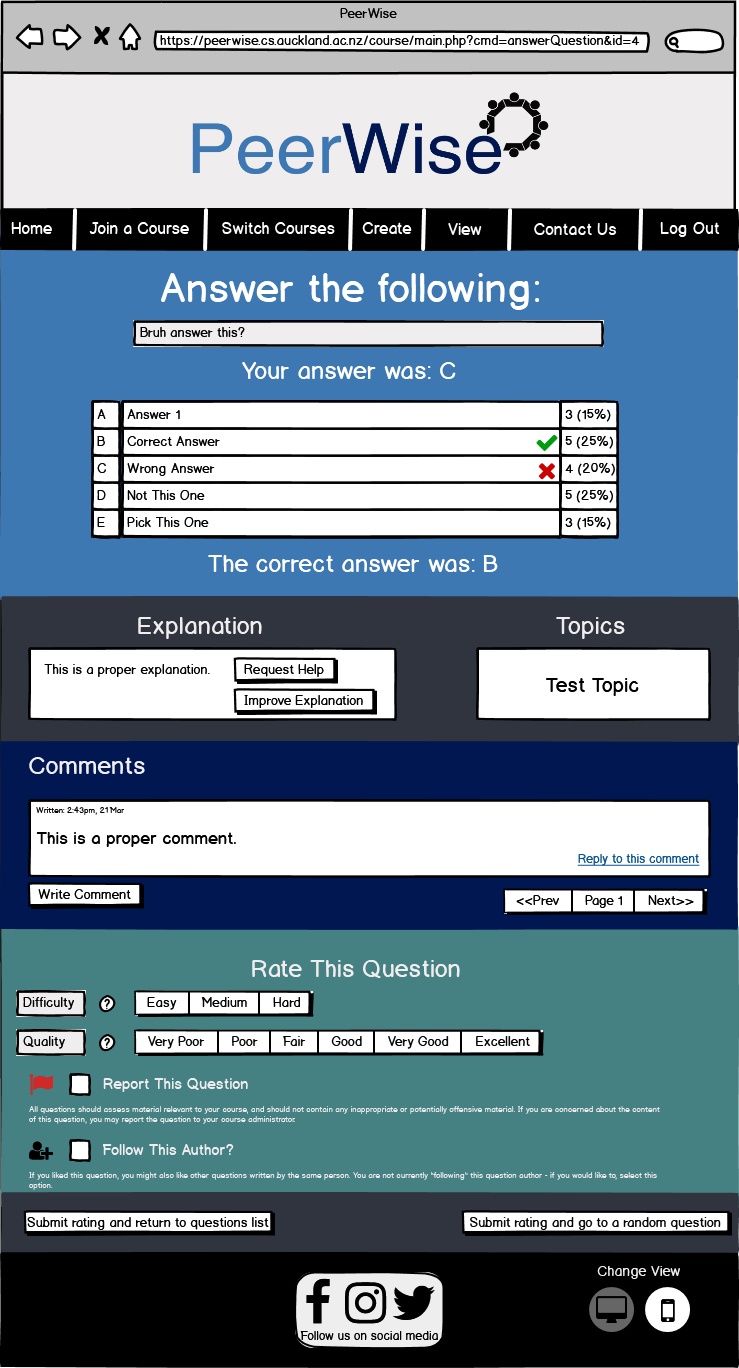 PeerWise
https://peerwise.cs.auckland.ac.nz/course/main.php?cmd=answerQuestion&id=4
PeerWise
Home Join a Course Switch Courses Create View Contact Us Log Out
Answer the following:
Bruh answer this?
Your answer was: C
A Answer 1 3 (15%)
B Correct Answer 5 (25%)
C Wrong Answer 4 (20%)
D Not This One 5 (25%)
E Pick This One 3 (15%)
The correct answer was: B
Explanation Topics
This is a proper explanation. Request Help
Improve Explanation
Test Topic
Comments
Written: 2:43pm, 21 Mar
This is a proper comment.
Reply to this comment
Write Comment <<Prev Page 1 Next>>
Rate This Question
Difficulty ? Easy Medium Hard
Quality ? Very Poor Poor Fair Good Very Good Excellent
Report This Question
All questions should assess material relevant to your course, and should not contain any inappropriate or potentially offensive material. If you are concerned about the content
of this question, you may report the question to your course administrator.
Follow This Author?
If you liked this question, you might also like other questions written by the same person. You are not currently "following" this question author - if you would like to, select this
option.
Submit rating and return to questions list Submit rating and go to a random question
Change View
Follow us on social media